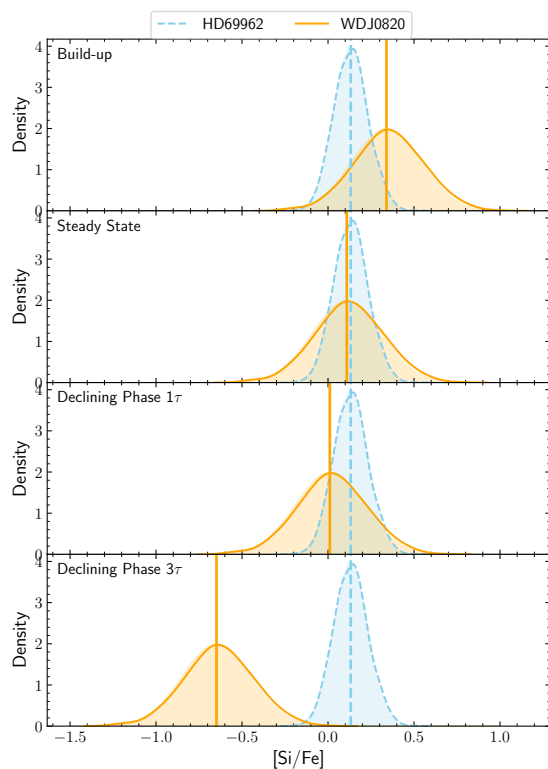 HD69962 WDJ0820
Build-up
Density
4
3
2
1
0
Steady State
Density
4
3
2
1
0
Declining Phase 1τ
Density
4
3
2
1
0
Declining Phase 3τ
Density
4
3
2
1
0
−1.5 −1.0 −0.5 0.0 0.5 1.0
[Si/Fe]